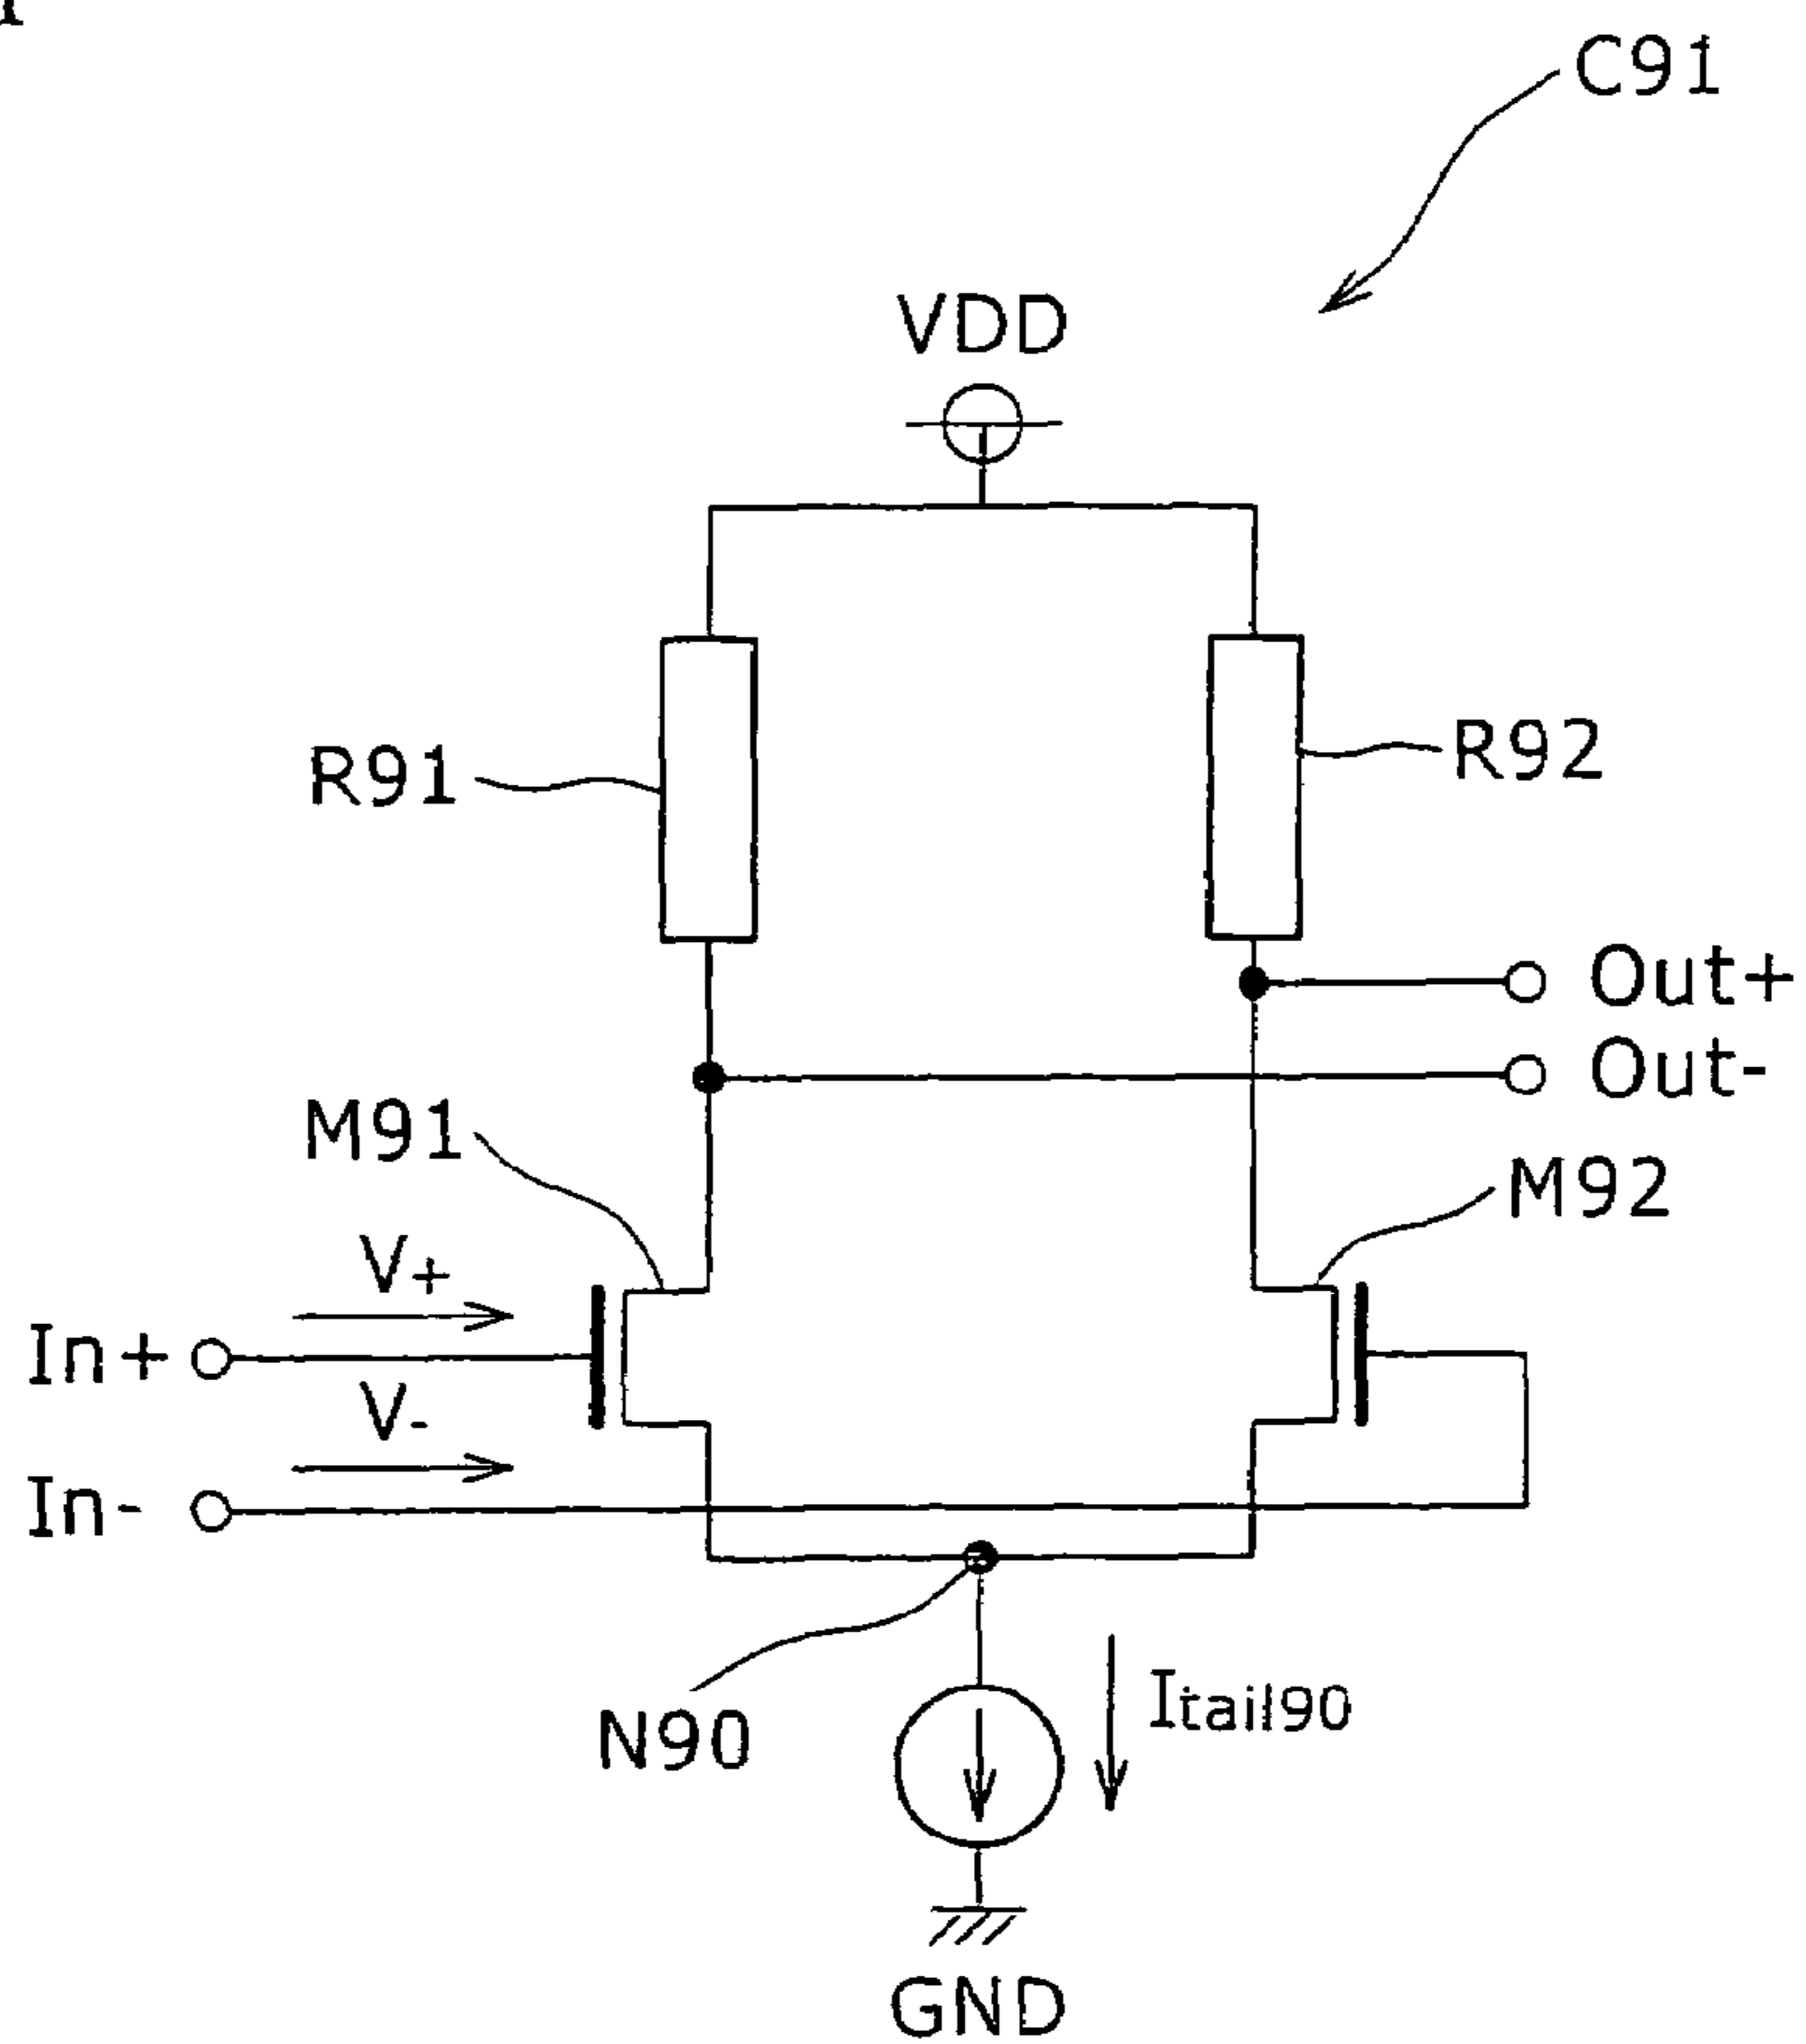 C91
VDD
R91
R92
Out+
Out-
M91
M92
V+
In+
V-
In-
N90
Itail90
GND